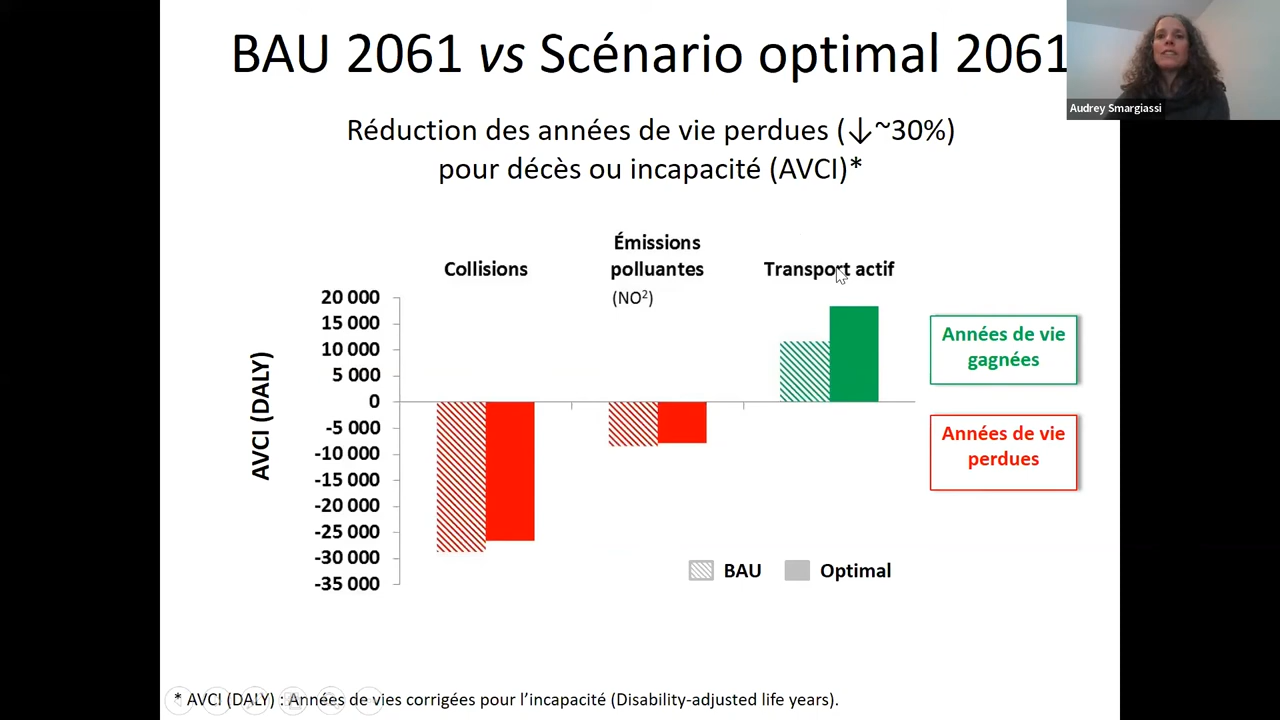 BAU 2061 vs Scénario optimal 2061
Audrey Smargiassi
Réduction des années de vie perdues (↓~30%)
pour décès ou incapacité (AVCI)*
Collisions
Émissions
polluantes
(NO²)
Transport actif
AVCI (DALY)
20 000
15 000
10 000
5 000
0
-5 000
-10 000
-15 000
-20 000
-25 000
-30 000
-35 000
Années de vie
gagnées
Années de vie
perdues
BAU
Optimal
* AVCI (DALY) : Années de vies corrigées pour l’incapacité (Disability-adjusted life years).